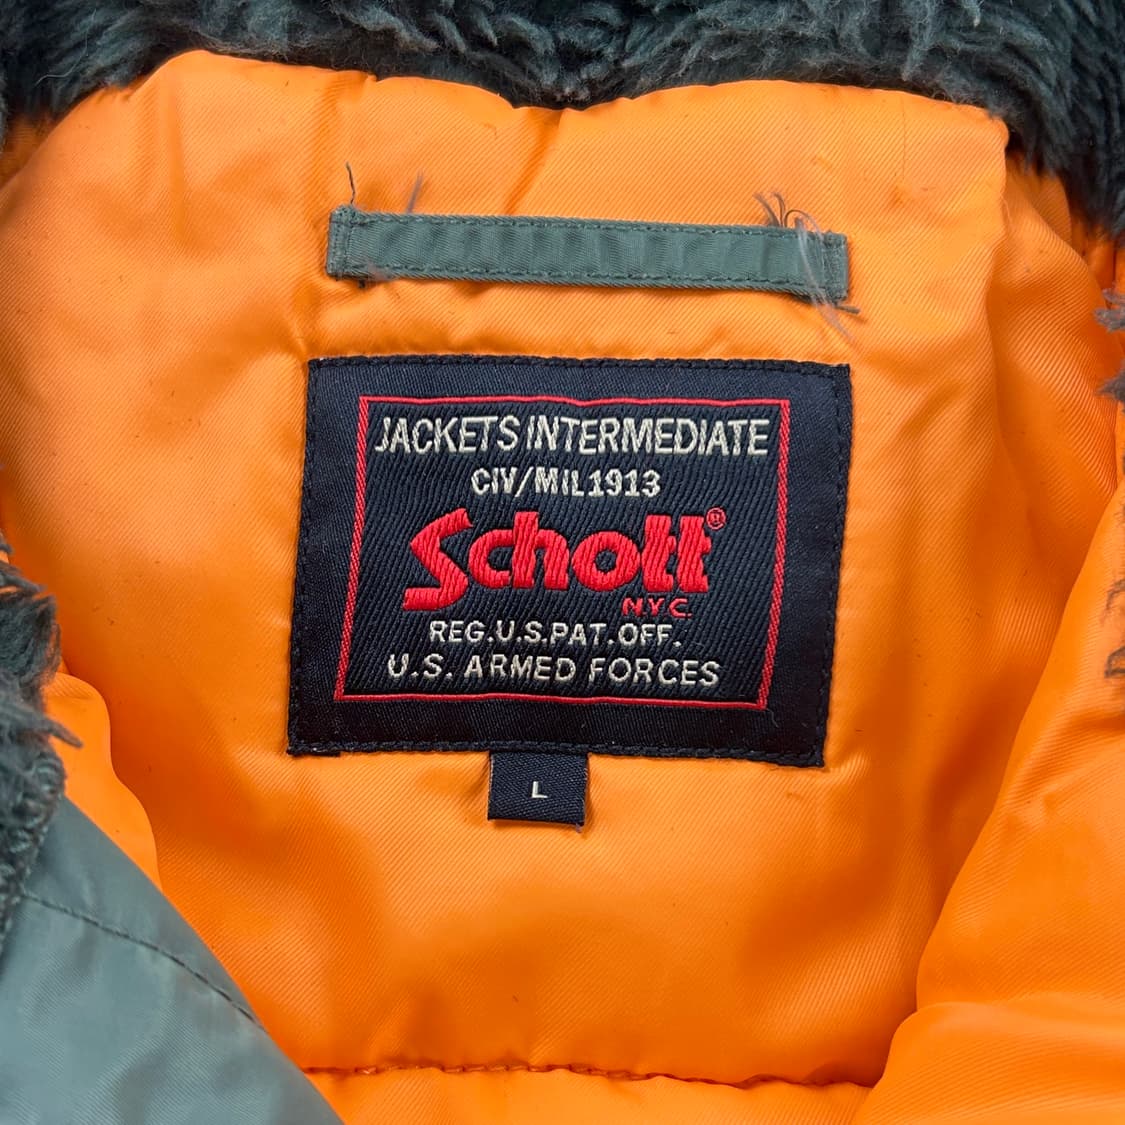 JACKETS INTERMEDIATE
CIV/MIL1913
Schott®
N.Y.C.
REG.U.S.PAT.OFF.
U.S. ARMED FORCES
L